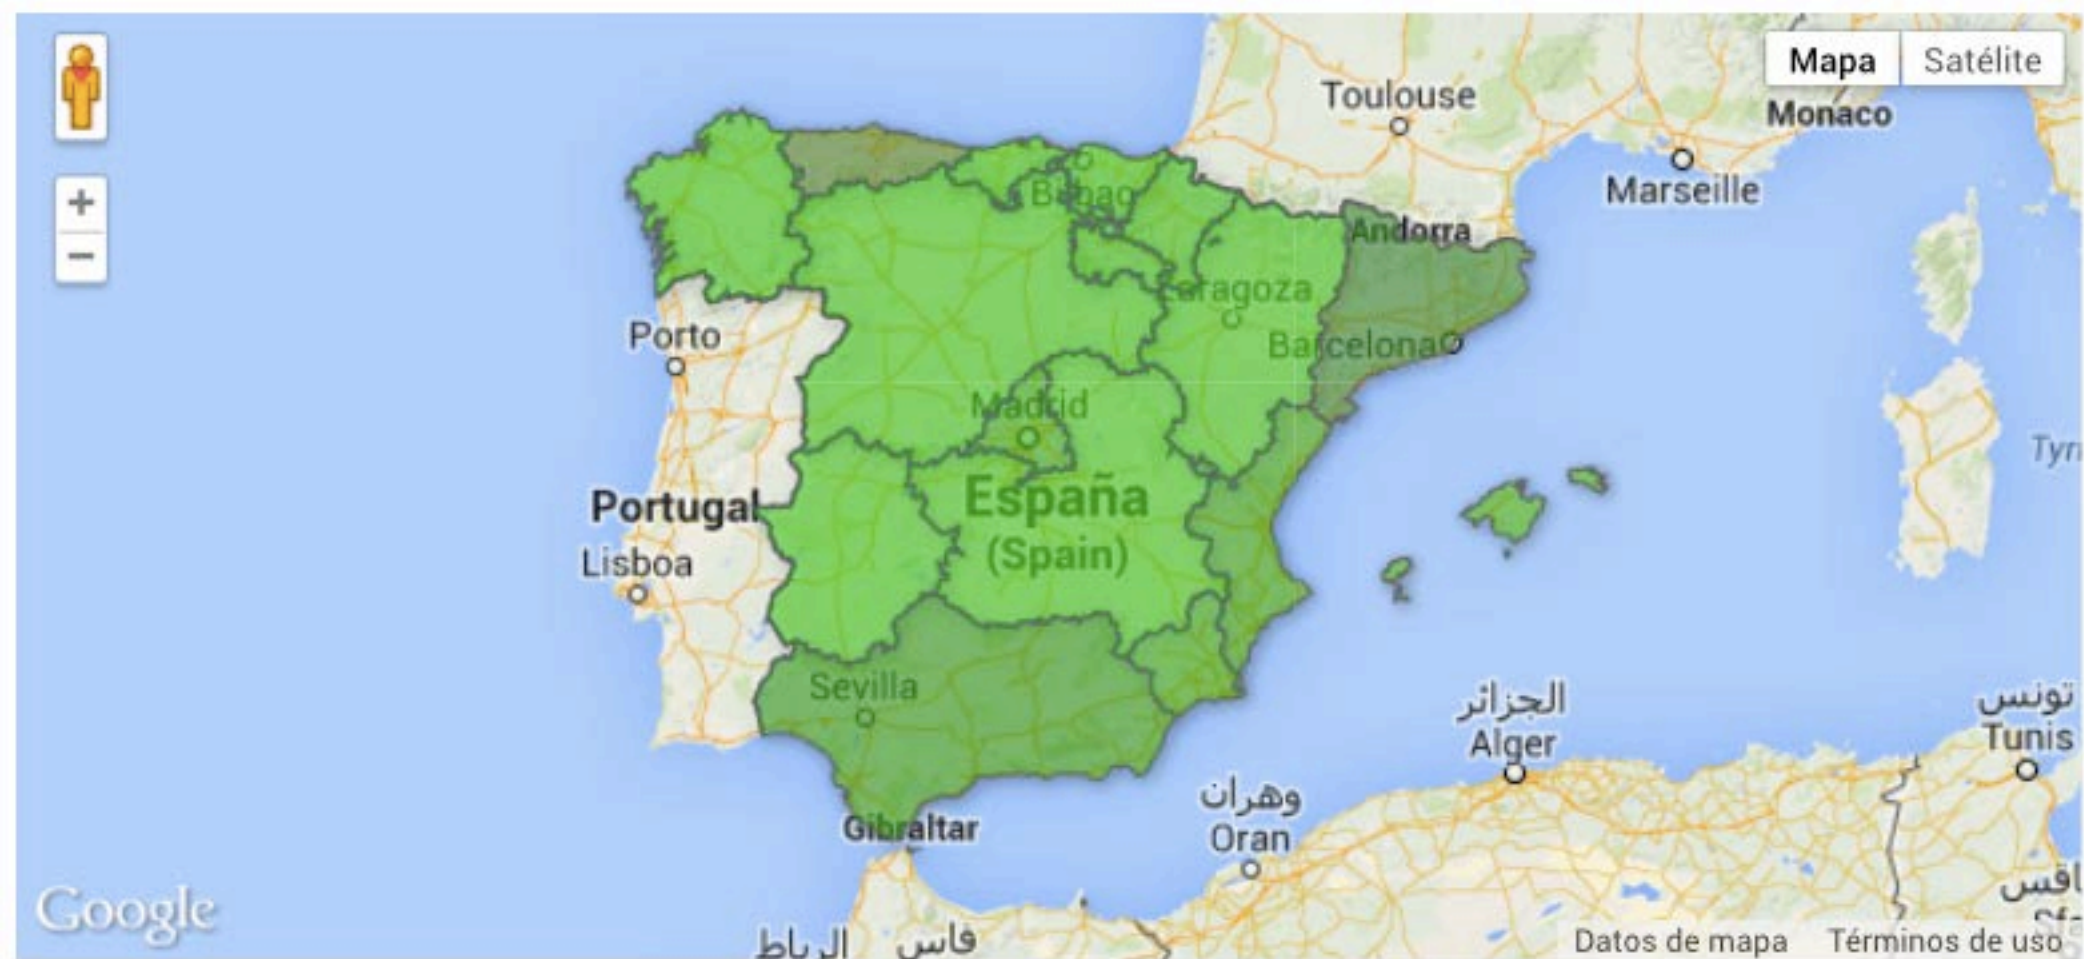 Mapa
Satélite
Toulouse
Monaco
Marseille
Andorra
Bilbao
Zaragoza
Barcelona
Porto
Madrid
España
(Spain)
Portugal
Lisboa
Sevilla
Gibraltar
الجزائر
Alger
تونس
Tunis
وهران
Oran
فاس
الرباط
Google
Datos de mapa
Términos de uso